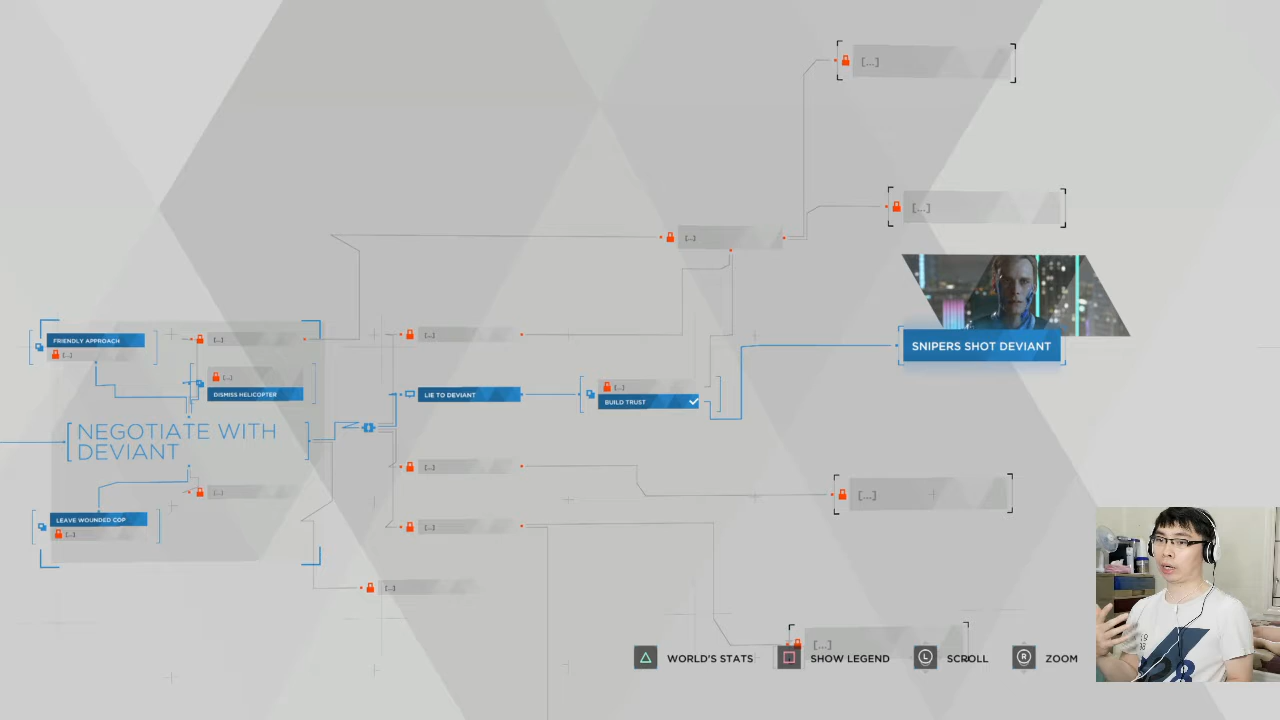 [...]
[...]
[...]
FRIENDLY APPROACH
[...]
[...]
[...]
DISMISS HELICOPTER
[...]
LIE TO DEVIANT
[...]
BUILD TRUST
SNIPERS SHOT DEVIANT
NEGOTIATE WITH
DEVIANT
[...]
[...]
[...]
LEAVE WOUNDED COP
[...]
[...]
[...]
[...]
WORLD'S STATS
SHOW LEGEND
L
SCROLL
R
ZOOM